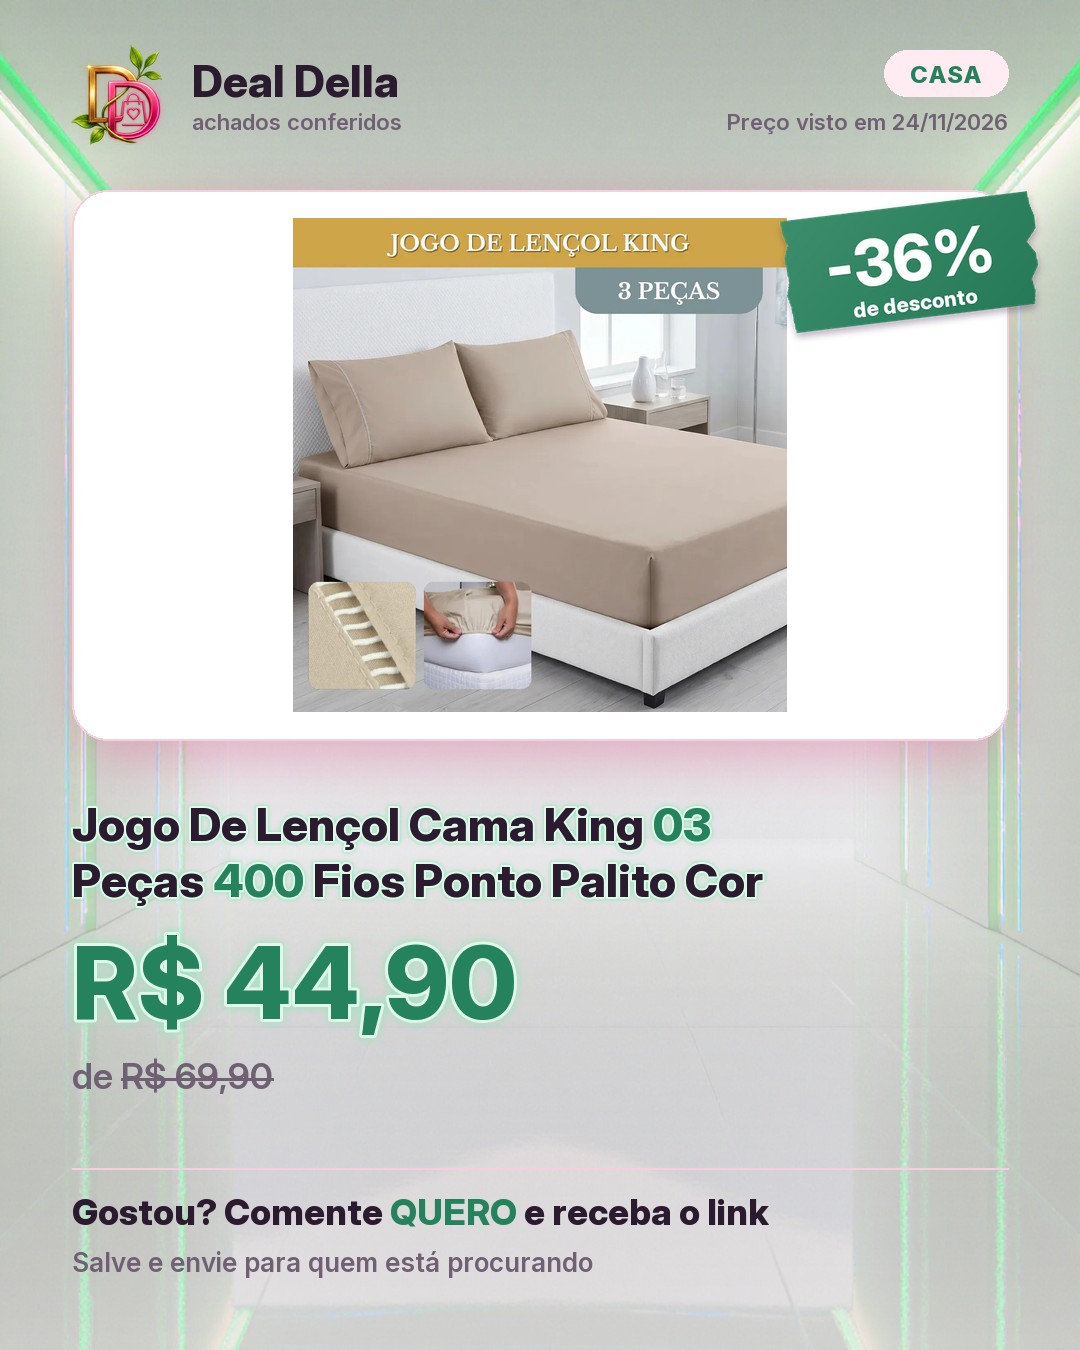 Deal Della
achados conferidos
CASA
Preço visto em 24/11/2026
JOGO DE LENÇOL KING
3 PEÇAS
-36%
de desconto
Jogo De Lençol Cama King 03
Peças 400 Fios Ponto Palito Cor
R$ 44,90
de R$ 69,90
Gostou? Comente QUERO e receba o link
Salve e envie para quem está procurando